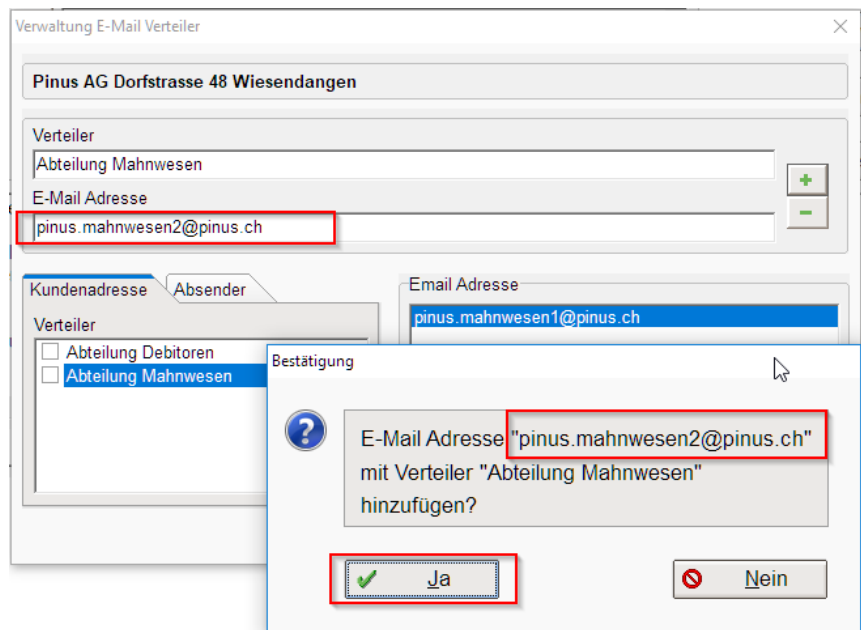 Verwaltung E-Mail Verteiler
Pinus AG Dorfstrasse 48 Wiesendangen
Verteiler
Abteilung Mahnwesen
E-Mail Adresse
pinus.mahnwesen2@pinus.ch
Kundenadresse
Absender
Verteiler
Abteilung Debitoren
Abteilung Mahnwesen
Email Adresse
pinus.mahnwesen1@pinus.ch
Bestätigung
E-Mail Adresse "pinus.mahnwesen2@pinus.ch"
mit Verteiler "Abteilung Mahnwesen"
hinzufügen?
Ja
Nein